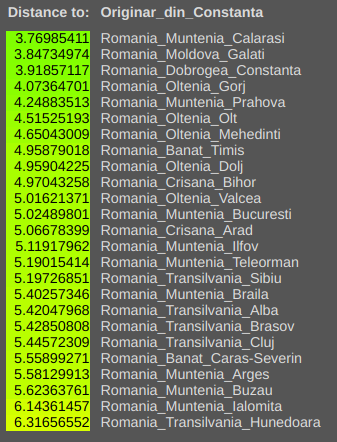 Distance to: Originar_din_Constanta
3.76985411 Romania_Muntenia_Calarasi
3.84734974 Romania_Moldova_Galati
3.91857117 Romania_Dobrogea_Constanta
4.07364701 Romania_Oltenia_Gorj
4.24883513 Romania_Muntenia_Prahova
4.51525193 Romania_Oltenia_Olt
4.65043009 Romania_Oltenia_Mehedinti
4.95879018 Romania_Banat_Timis
4.95904225 Romania_Oltenia_Dolj
4.97043258 Romania_Crisana_Bihor
5.01621371 Romania_Oltenia_Valcea
5.02489801 Romania_Muntenia_Bucuresti
5.06678399 Romania_Crisana_Arad
5.11917962 Romania_Muntenia_Ilfov
5.19015414 Romania_Muntenia_Teleorman
5.19726851 Romania_Transilvania_Sibiu
5.40257346 Romania_Muntenia_Braila
5.42047968 Romania_Transilvania_Alba
5.42850808 Romania_Transilvania_Brasov
5.44572309 Romania_Transilvania_Cluj
5.55899271 Romania_Banat_Caras-Severin
5.58129913 Romania_Muntenia_Arges
5.62363761 Romania_Muntenia_Buzau
6.14361457 Romania_Muntenia_Ialomita
6.31656552 Romania_Transilvania_Hunedoara